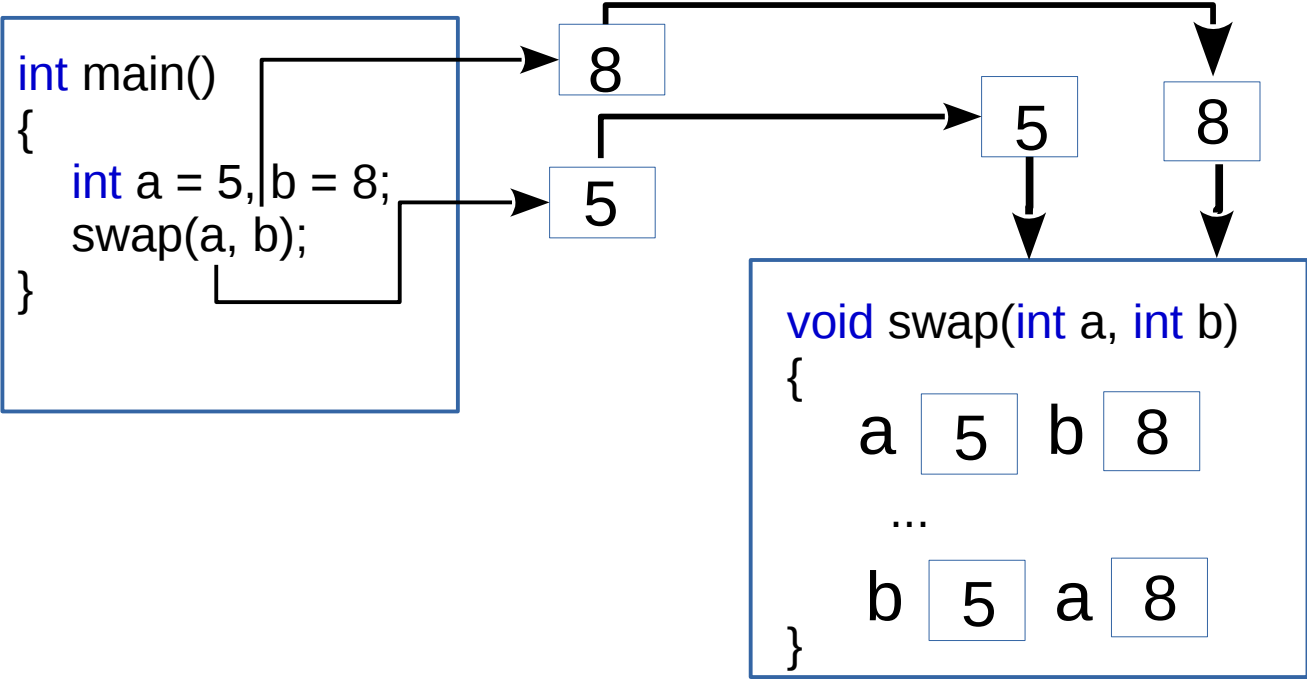 int main()
{
int a = 5, b = 8;
swap(a, b);
}
8
5
5
8
void swap(int a, int b)
{
a 5 b 8
...
b 5 a 8
}